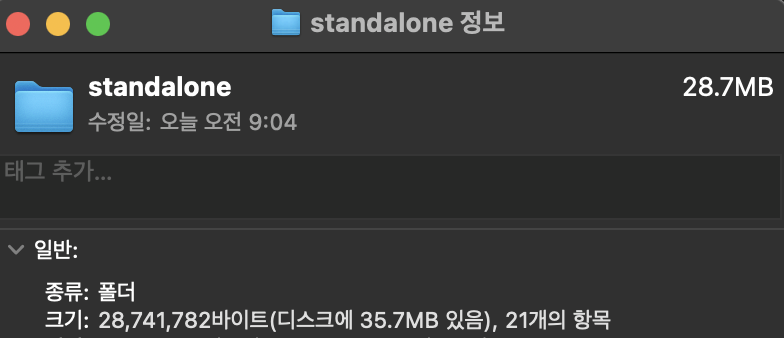 standalone 정보
standalone 28.7MB
수정일: 오늘 오전 9:04
태그 추가...
일반:
종류: 폴더
크기: 28,741,782바이트(디스크에 35.7MB 있음), 21개의 항목